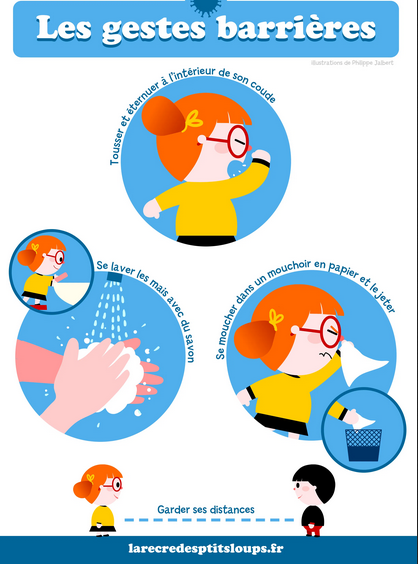 Les gestes barrières
illustrations de Philippe Jalbert
Tousser et éternuer à l'intérieur de son coude
Se laver les mais avec du savon
Se moucher dans un mouchoir en papier et le jeter
Garder ses distances
larecredesptitsloups.fr